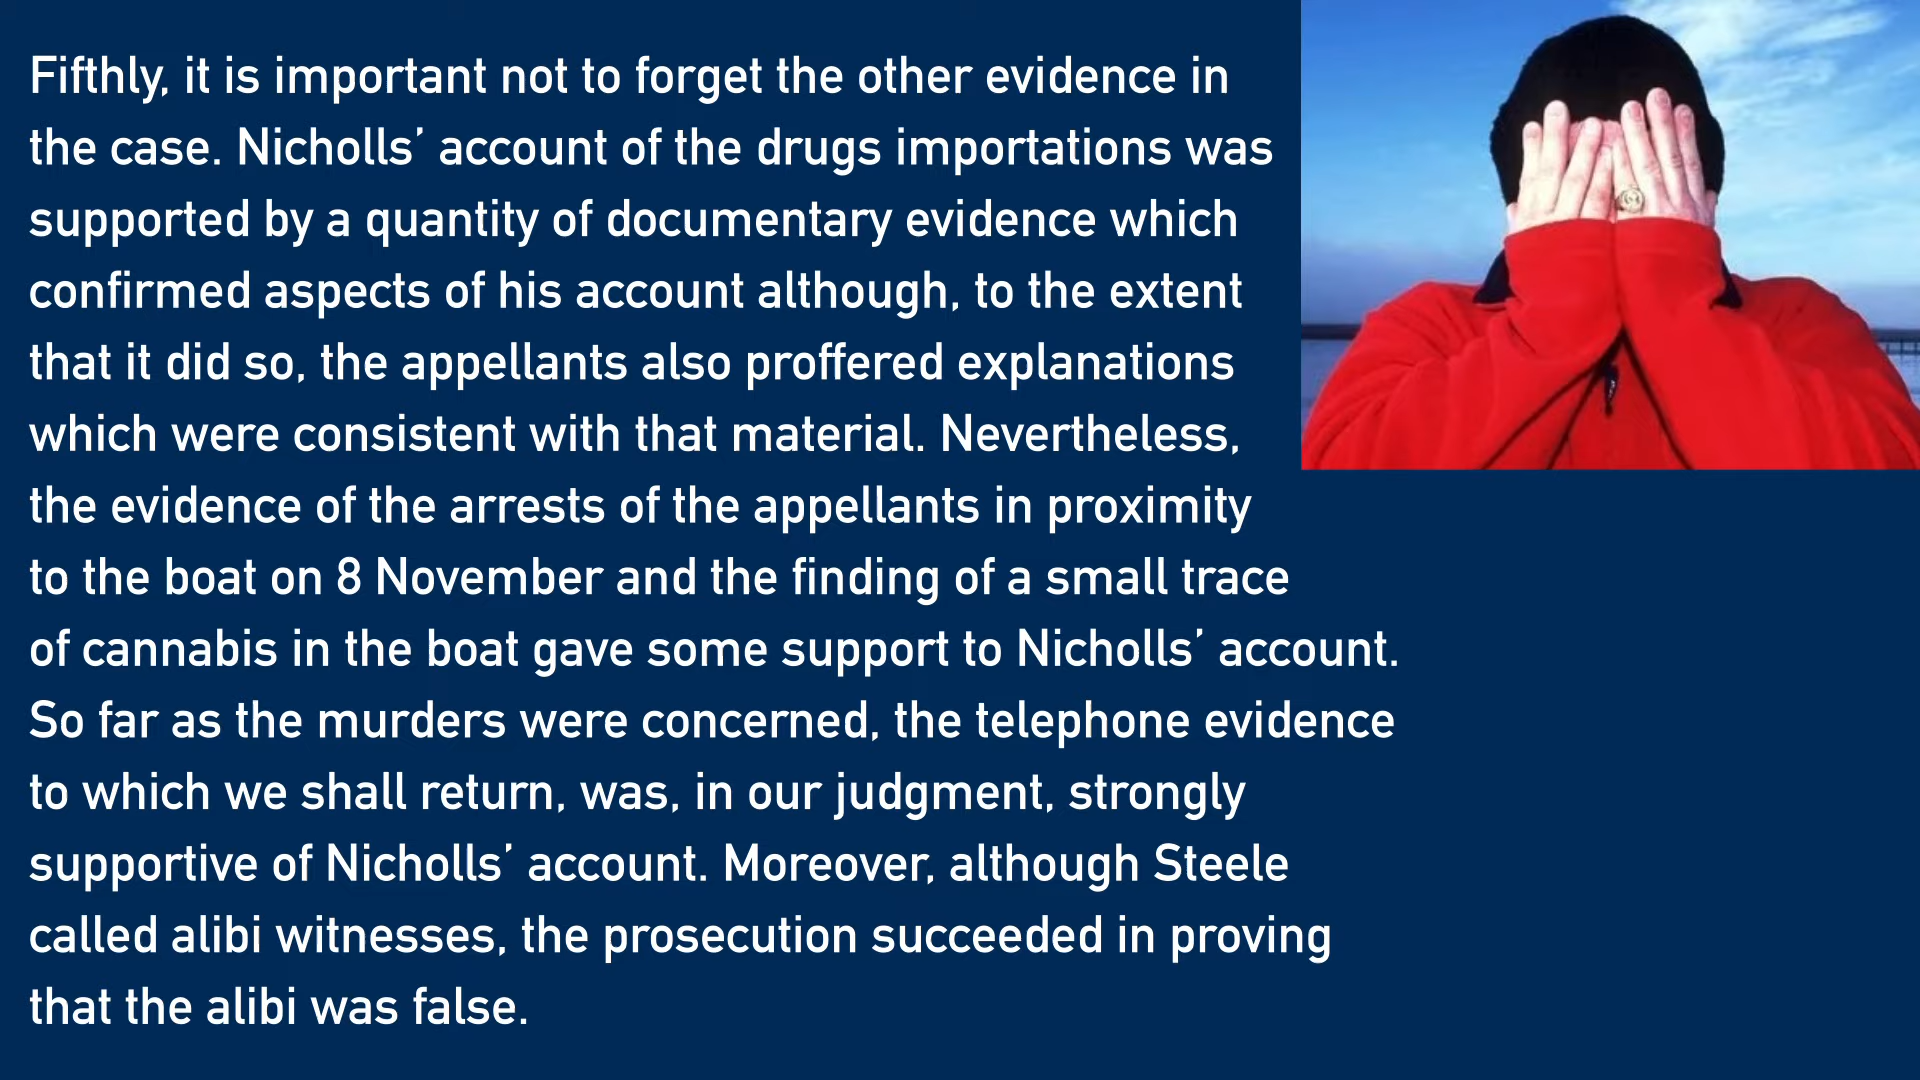 Fifthly, it is important not to forget the other evidence in
the case. Nicholls’ account of the drugs importations was
supported by a quantity of documentary evidence which
confirmed aspects of his account although, to the extent
that it did so, the appellants also proffered explanations
which were consistent with that material. Nevertheless,
the evidence of the arrests of the appellants in proximity
to the boat on 8 November and the finding of a small trace
of cannabis in the boat gave some support to Nicholls’ account.
So far as the murders were concerned, the telephone evidence
to which we shall return, was, in our judgment, strongly
supportive of Nicholls’ account. Moreover, although Steele
called alibi witnesses, the prosecution succeeded in proving
that the alibi was false.